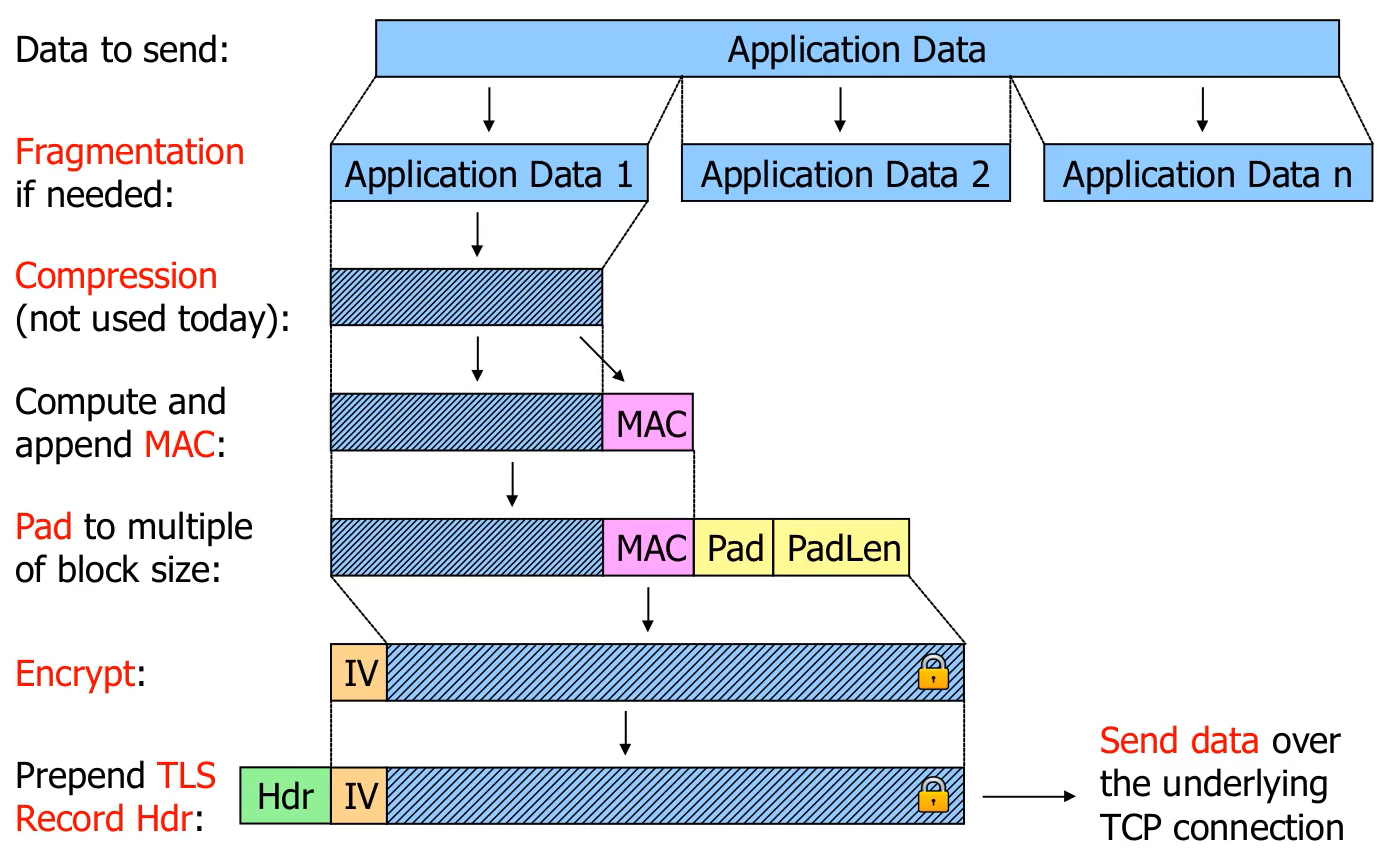 Data to send:
Application Data
Fragmentation
if needed:
Application Data 1
Application Data 2
Application Data n
Compression
(not used today):
Compute and
append MAC:
MAC
Pad to multiple
of block size:
MAC
Pad
PadLen
Encrypt:
IV
Prepend TLS
Record Hdr:
Hdr
IV
Send data over
the underlying
TCP connection